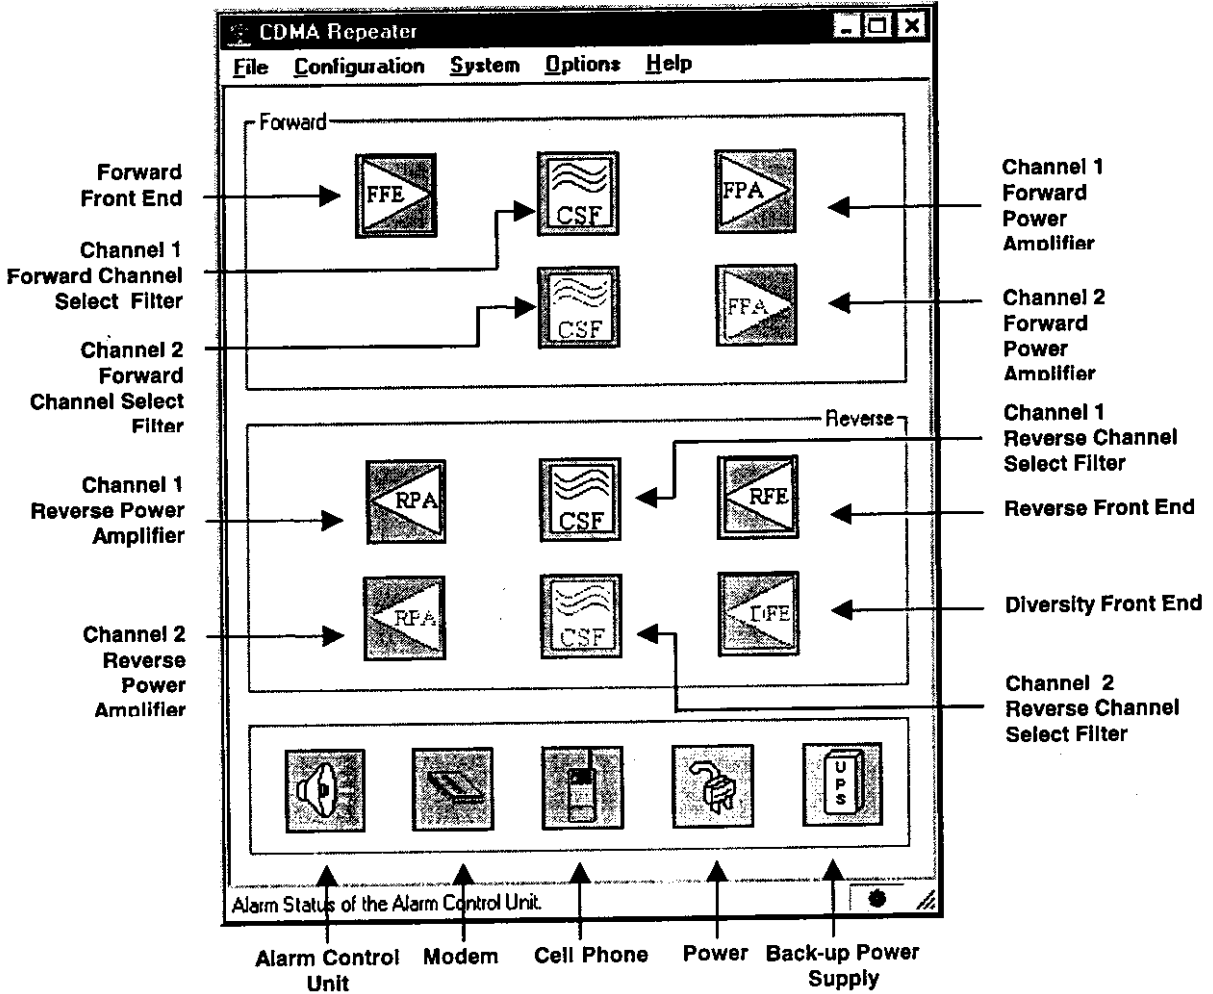 CDMA Repeater
File Configuration System Options Help
Forward
FFE
CSF
FPA
CSF
FPA
Reverse
RPA
CSF
RFE
RPA
CSF
DFE
UPS
Alarm Status of the Alarm Control Unit.
Forward
Front End
Channel 1
Forward Channel
Select Filter
Channel 2
Forward
Channel Select
Filter
Channel 1
Reverse Power
Amplifier
Channel 2
Reverse
Power
Amplifier
Channel 1
Forward
Power
Amplifier
Channel 2
Forward
Power
Amplifier
Channel 1
Reverse Channel
Select Filter
Reverse Front End
Diversity Front End
Channel 2
Reverse Channel
Select Filter
Alarm Control
Unit
Modem
Cell Phone
Power
Back-up Power
Supply